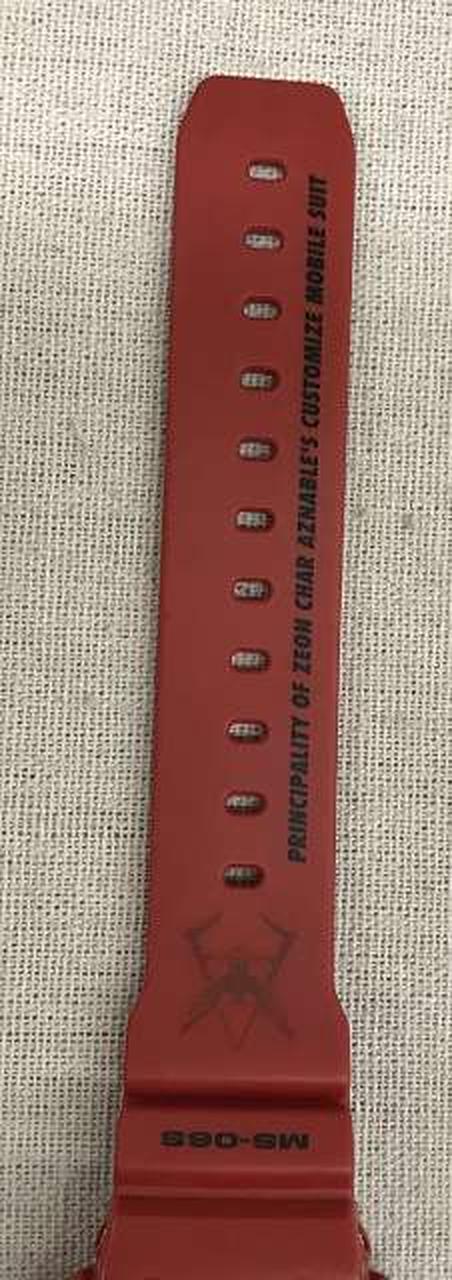 PRINCIPALITY OF ZEON CHAR AZNABLE'S CUSTOMIZE MOBILE SUIT
MS-06S